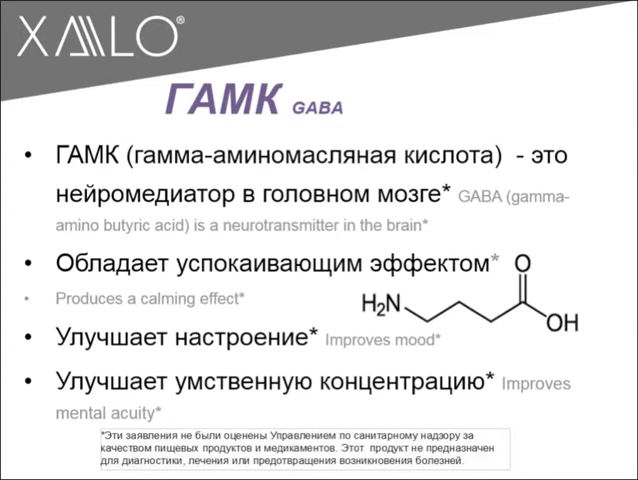 XALO®
ГАМК GABA
• ГАМК (гамма-аминомасляная кислота) - это
нейромедиатор в головном мозге* GABA (gamma-
amino butyric acid) is a neurotransmitter in the brain*
• Обладает успокаивающим эффектом*
• Produces a calming effect*
O
H₂N
OH
• Улучшает настроение* Improves mood*
• Улучшает умственную концентрацию* Improves
mental acuity*
*Эти заявления не были оценены Управлением по санитарному надзору за
качеством пищевых продуктов и медикаментов. Этот продукт не предназначен
для диагностики, лечения или предотвращения возникновения болезней.